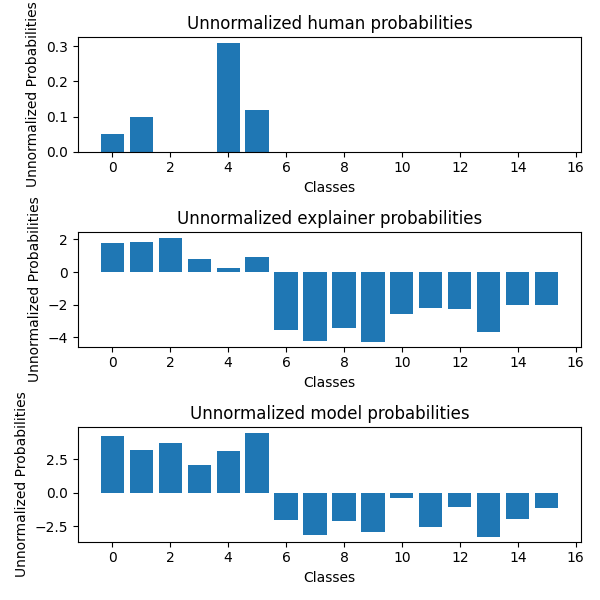 Unnormalized human probabilities
Unnormalized Probabilities
0.3
0.2
0.1
0.0
0 2 4 6 8 10 12 14 16
Classes
Unnormalized explainer probabilities
Unnormalized Probabilities
2
0
−2
−4
0 2 4 6 8 10 12 14 16
Classes
Unnormalized model probabilities
Unnormalized Probabilities
2.5
0.0
−2.5
0 2 4 6 8 10 12 14 16
Classes